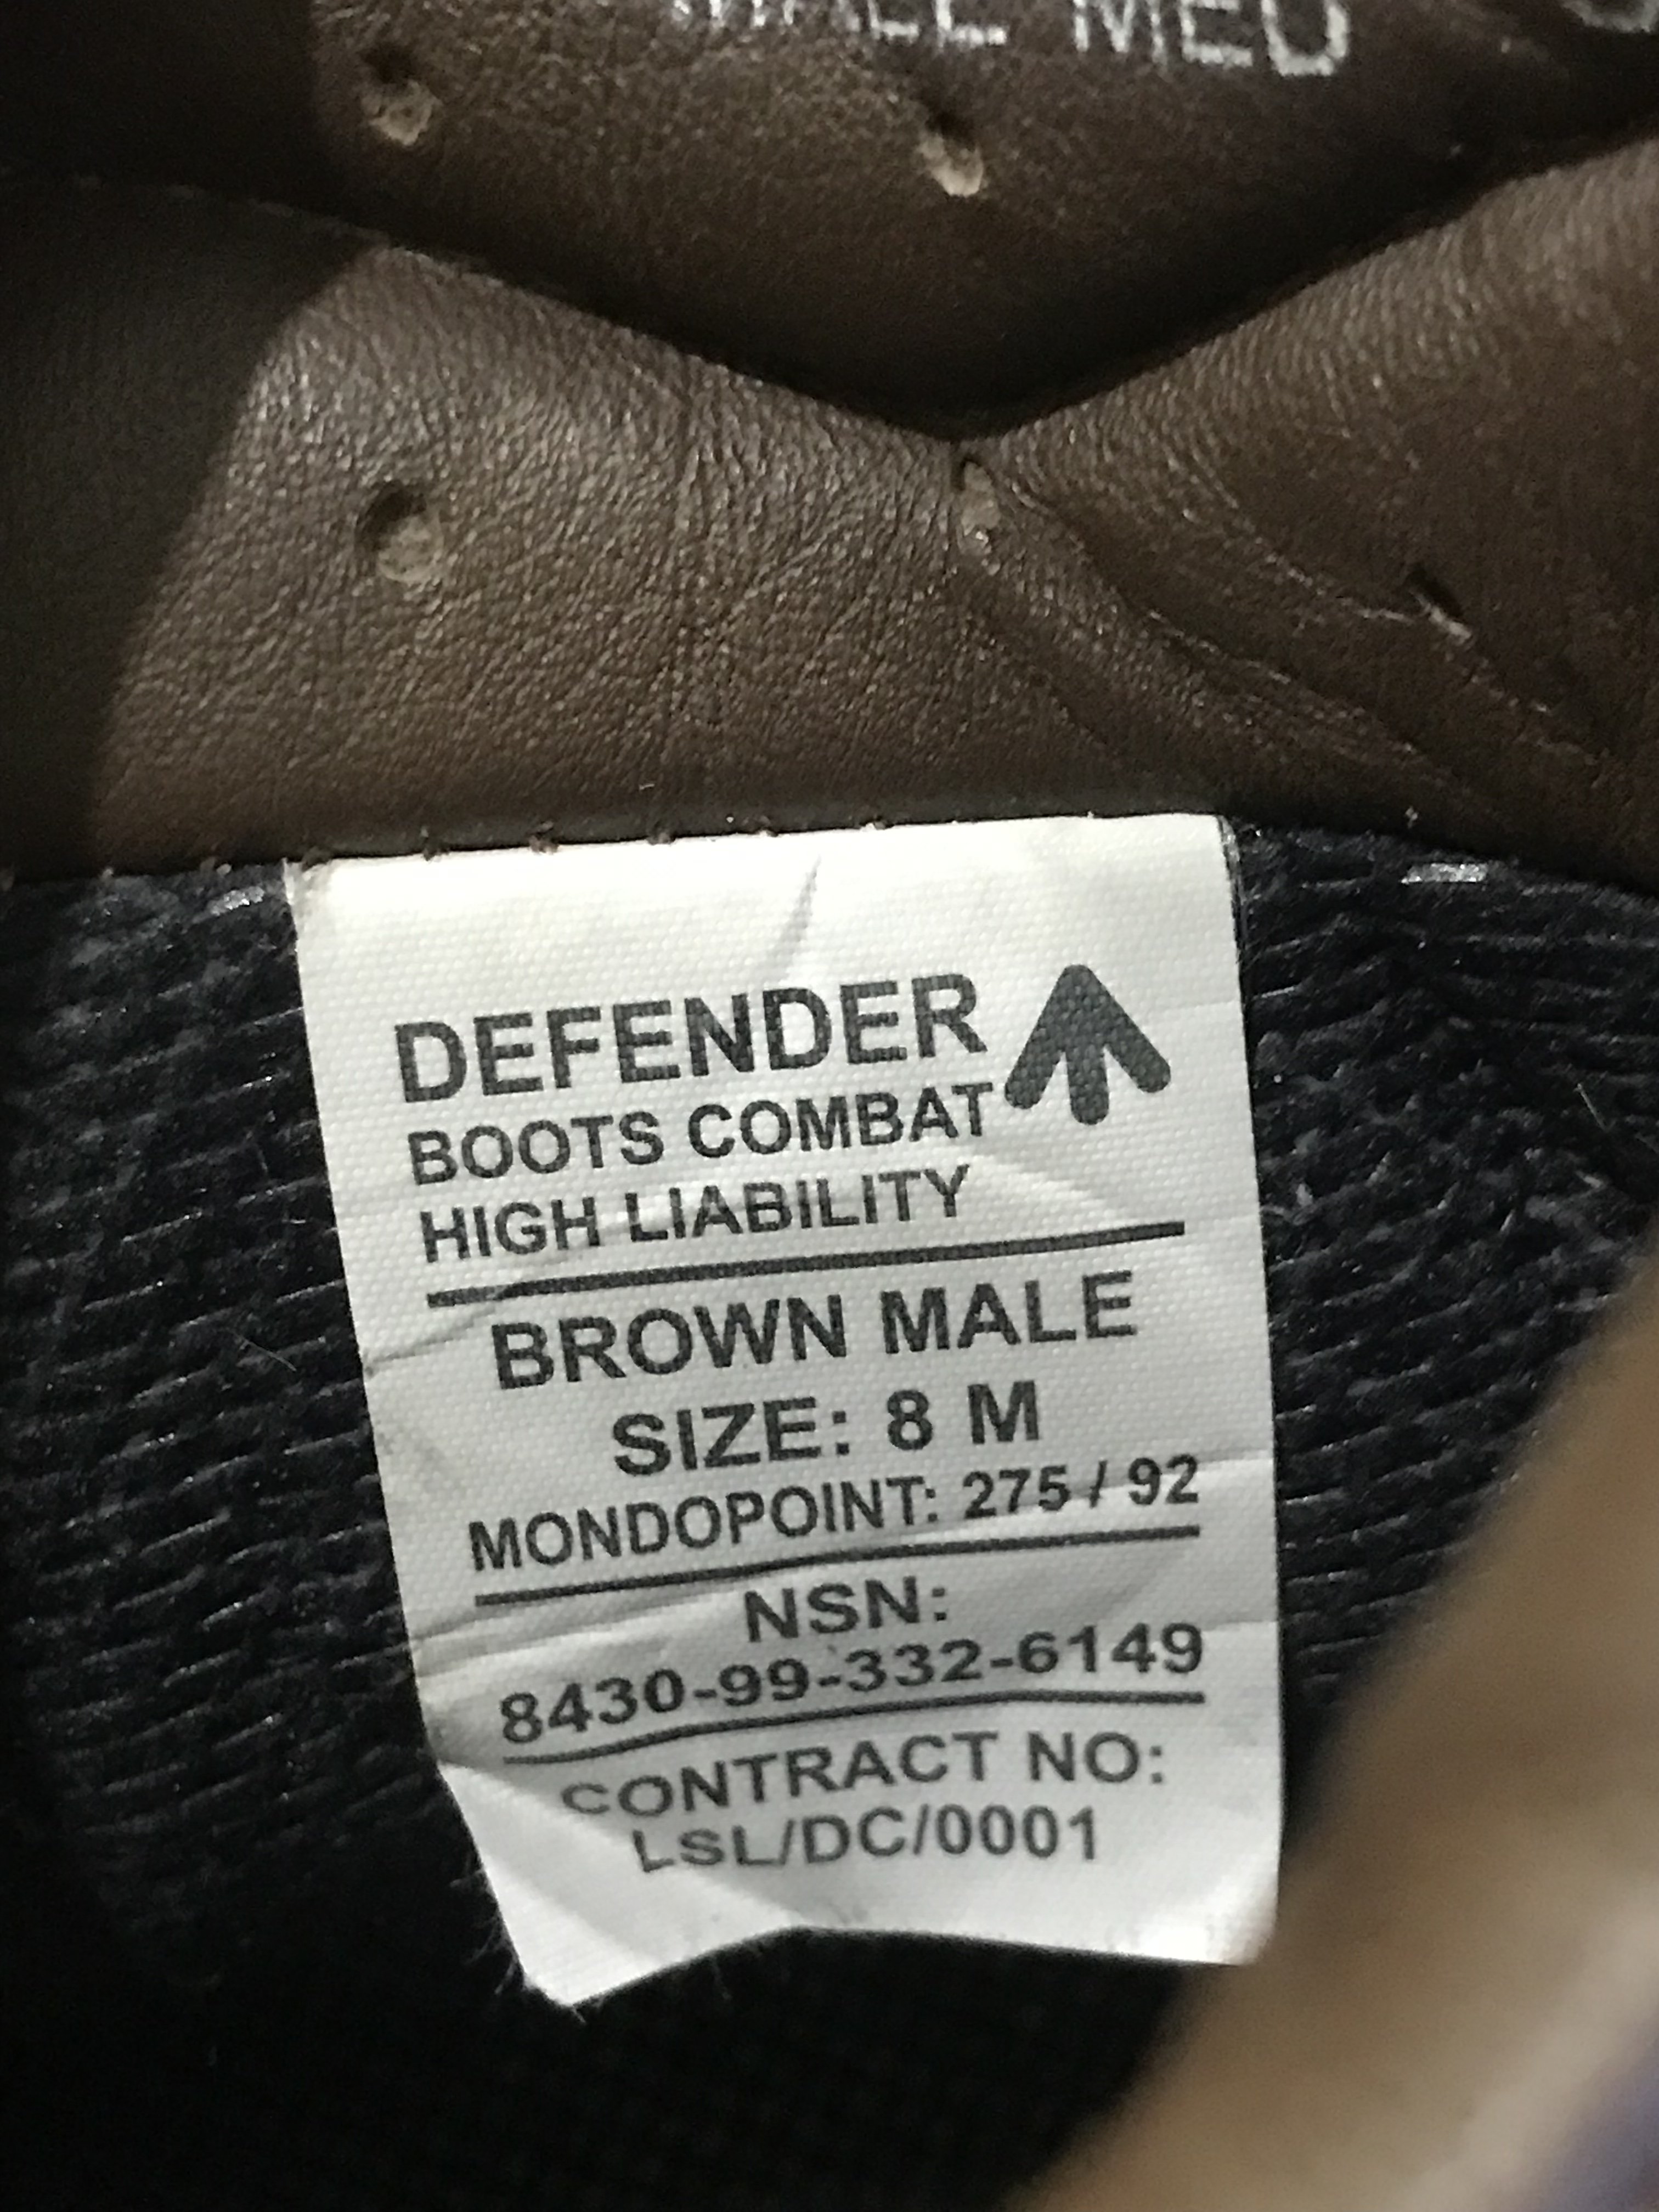 MED
DEFENDER
BOOTS COMBAT
HIGH LIABILITY
BROWN MALE
SIZE: 8 M
MONDOPOINT: 275 / 92
NSN:
8430-99-332-6149
CONTRACT NO:
LSL/DC/0001